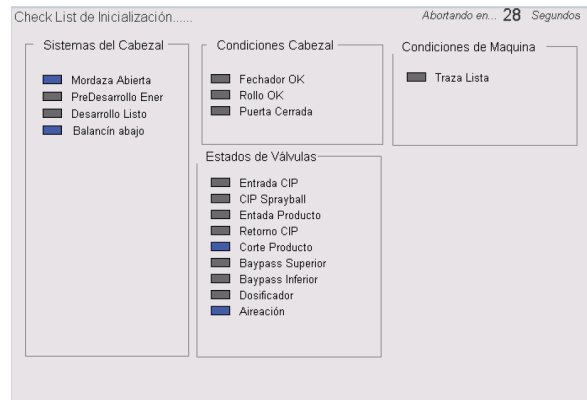 Check List de Inicialización......
Abortando en... 28 Segundos
Sistemas del Cabezal
Mordaza Abierta
PreDesarrollo Ener
Desarrollo Listo
Balancín abajo
Condiciones Cabezal
Fechador OK
Rollo OK
Puerta Cerrada
Condiciones de Maquina
Traza Lista
Estados de Válvulas
Entrada CIP
CIP Sprayball
Entada Producto
Retorno CIP
Corte Producto
Baypass Superior
Baypass Inferior
Dosificador
Aireación